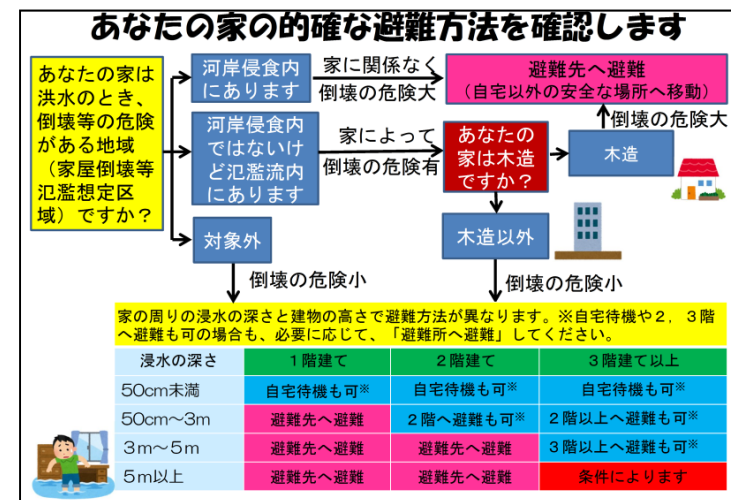 あなたの家の的確な避難方法を確認します
あなたの家は
洪水のとき、
倒壊等の危険
がある地域
（家屋倒壊等
氾濫想定区
域）ですか？
河岸侵食内
にあります
家に関係なく
倒壊の危険大
避難先へ避難
（自宅以外の安全な場所へ移動）
河岸侵食内
ではないけ
ど氾濫流内
にあります
家によって
倒壊の危険有
あなたの
家は木造
ですか？
木造
倒壊の危険大
対象外
木造以外
倒壊の危険小
倒壊の危険小
家の周りの浸水の深さと建物の高さで避難方法が異なります。※自宅待機や２，３階
へ避難も可の場合も、必要に応じて、「避難所へ避難」してください。
浸水の深さ １階建て ２階建て ３階建て以上
50cm未満 自宅待機も可※ 自宅待機も可※ 自宅待機も可※
50cm～3m 避難先へ避難 ２階へ避難も可※ ２階以上へ避難も可※
3m～5m 避難先へ避難 避難先へ避難 ３階以上へ避難も可※
5m以上 避難先へ避難 避難先へ避難 条件によります